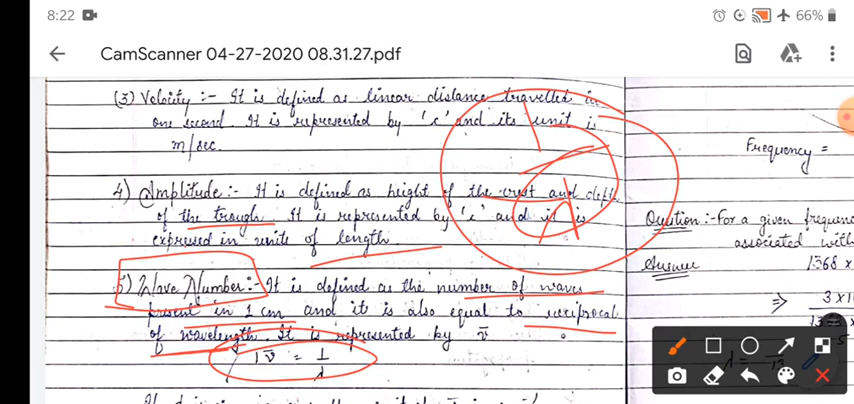 8:22
66%
CamScanner 04-27-2020 08.31.27.pdf
(3) Velocity :- It is defined as linear distance travelled in
one second. It is represented by 'c' and its unit is
m/sec.
4) Amplitude :- It is defined as height of the crest and depth
of the trough. It is represented by and it is
expressed in units of length.
5) Wave Number :- It is defined as the number of waves
present in 1 cm and it is also equal to reciprocal
of wavelength. It is represented by ν̅
ν̅ = 1/λ
A
Frequency =
Question :- For a given frequenc
associated with
Answer 1368 ×
⇒ 3×1